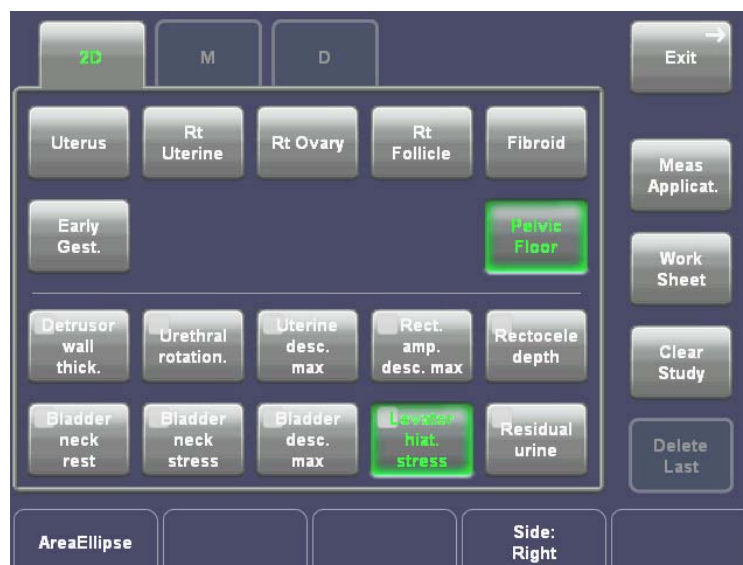 2D
M
D
Exit
Uterus
Rt
Uterine
Rt Ovary
Rt
Follicle
Fibroid
Meas
Applicat.
Early
Gest.
Pelvic
Floor
Work
Sheet
Detrusor
wall
thick.
Urethral
rotation.
Uterine
desc.
max
Rect.
amp.
desc. max
Rectocele
depth
Clear
Study
Bladder
neck
rest
Bladder
neck
stress
Bladder
desc.
max
Levator
hiat.
stress
Residual
urine
Delete
Last
AreaEllipse
Side:
Right